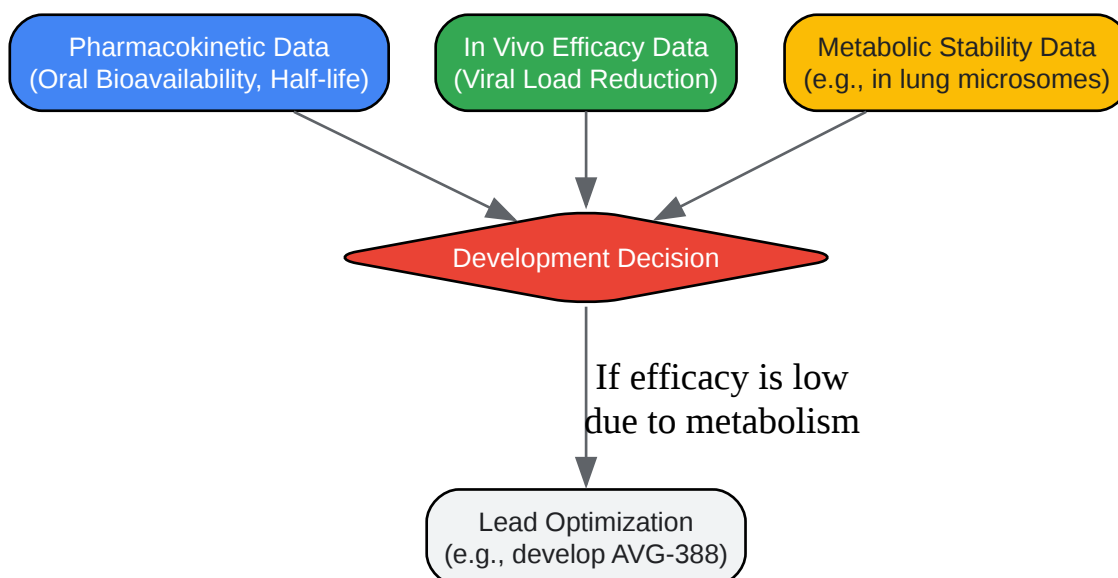 Pharmacokinetic Data
(Oral Bioavailability, Half-life)
In Vivo Efficacy Data
(Viral Load Reduction)
Metabolic Stability Data
(e.g., in lung microsomes)
Development Decision
If efficacy is low
due to metabolism
Lead Optimization
(e.g., develop AVG-388)